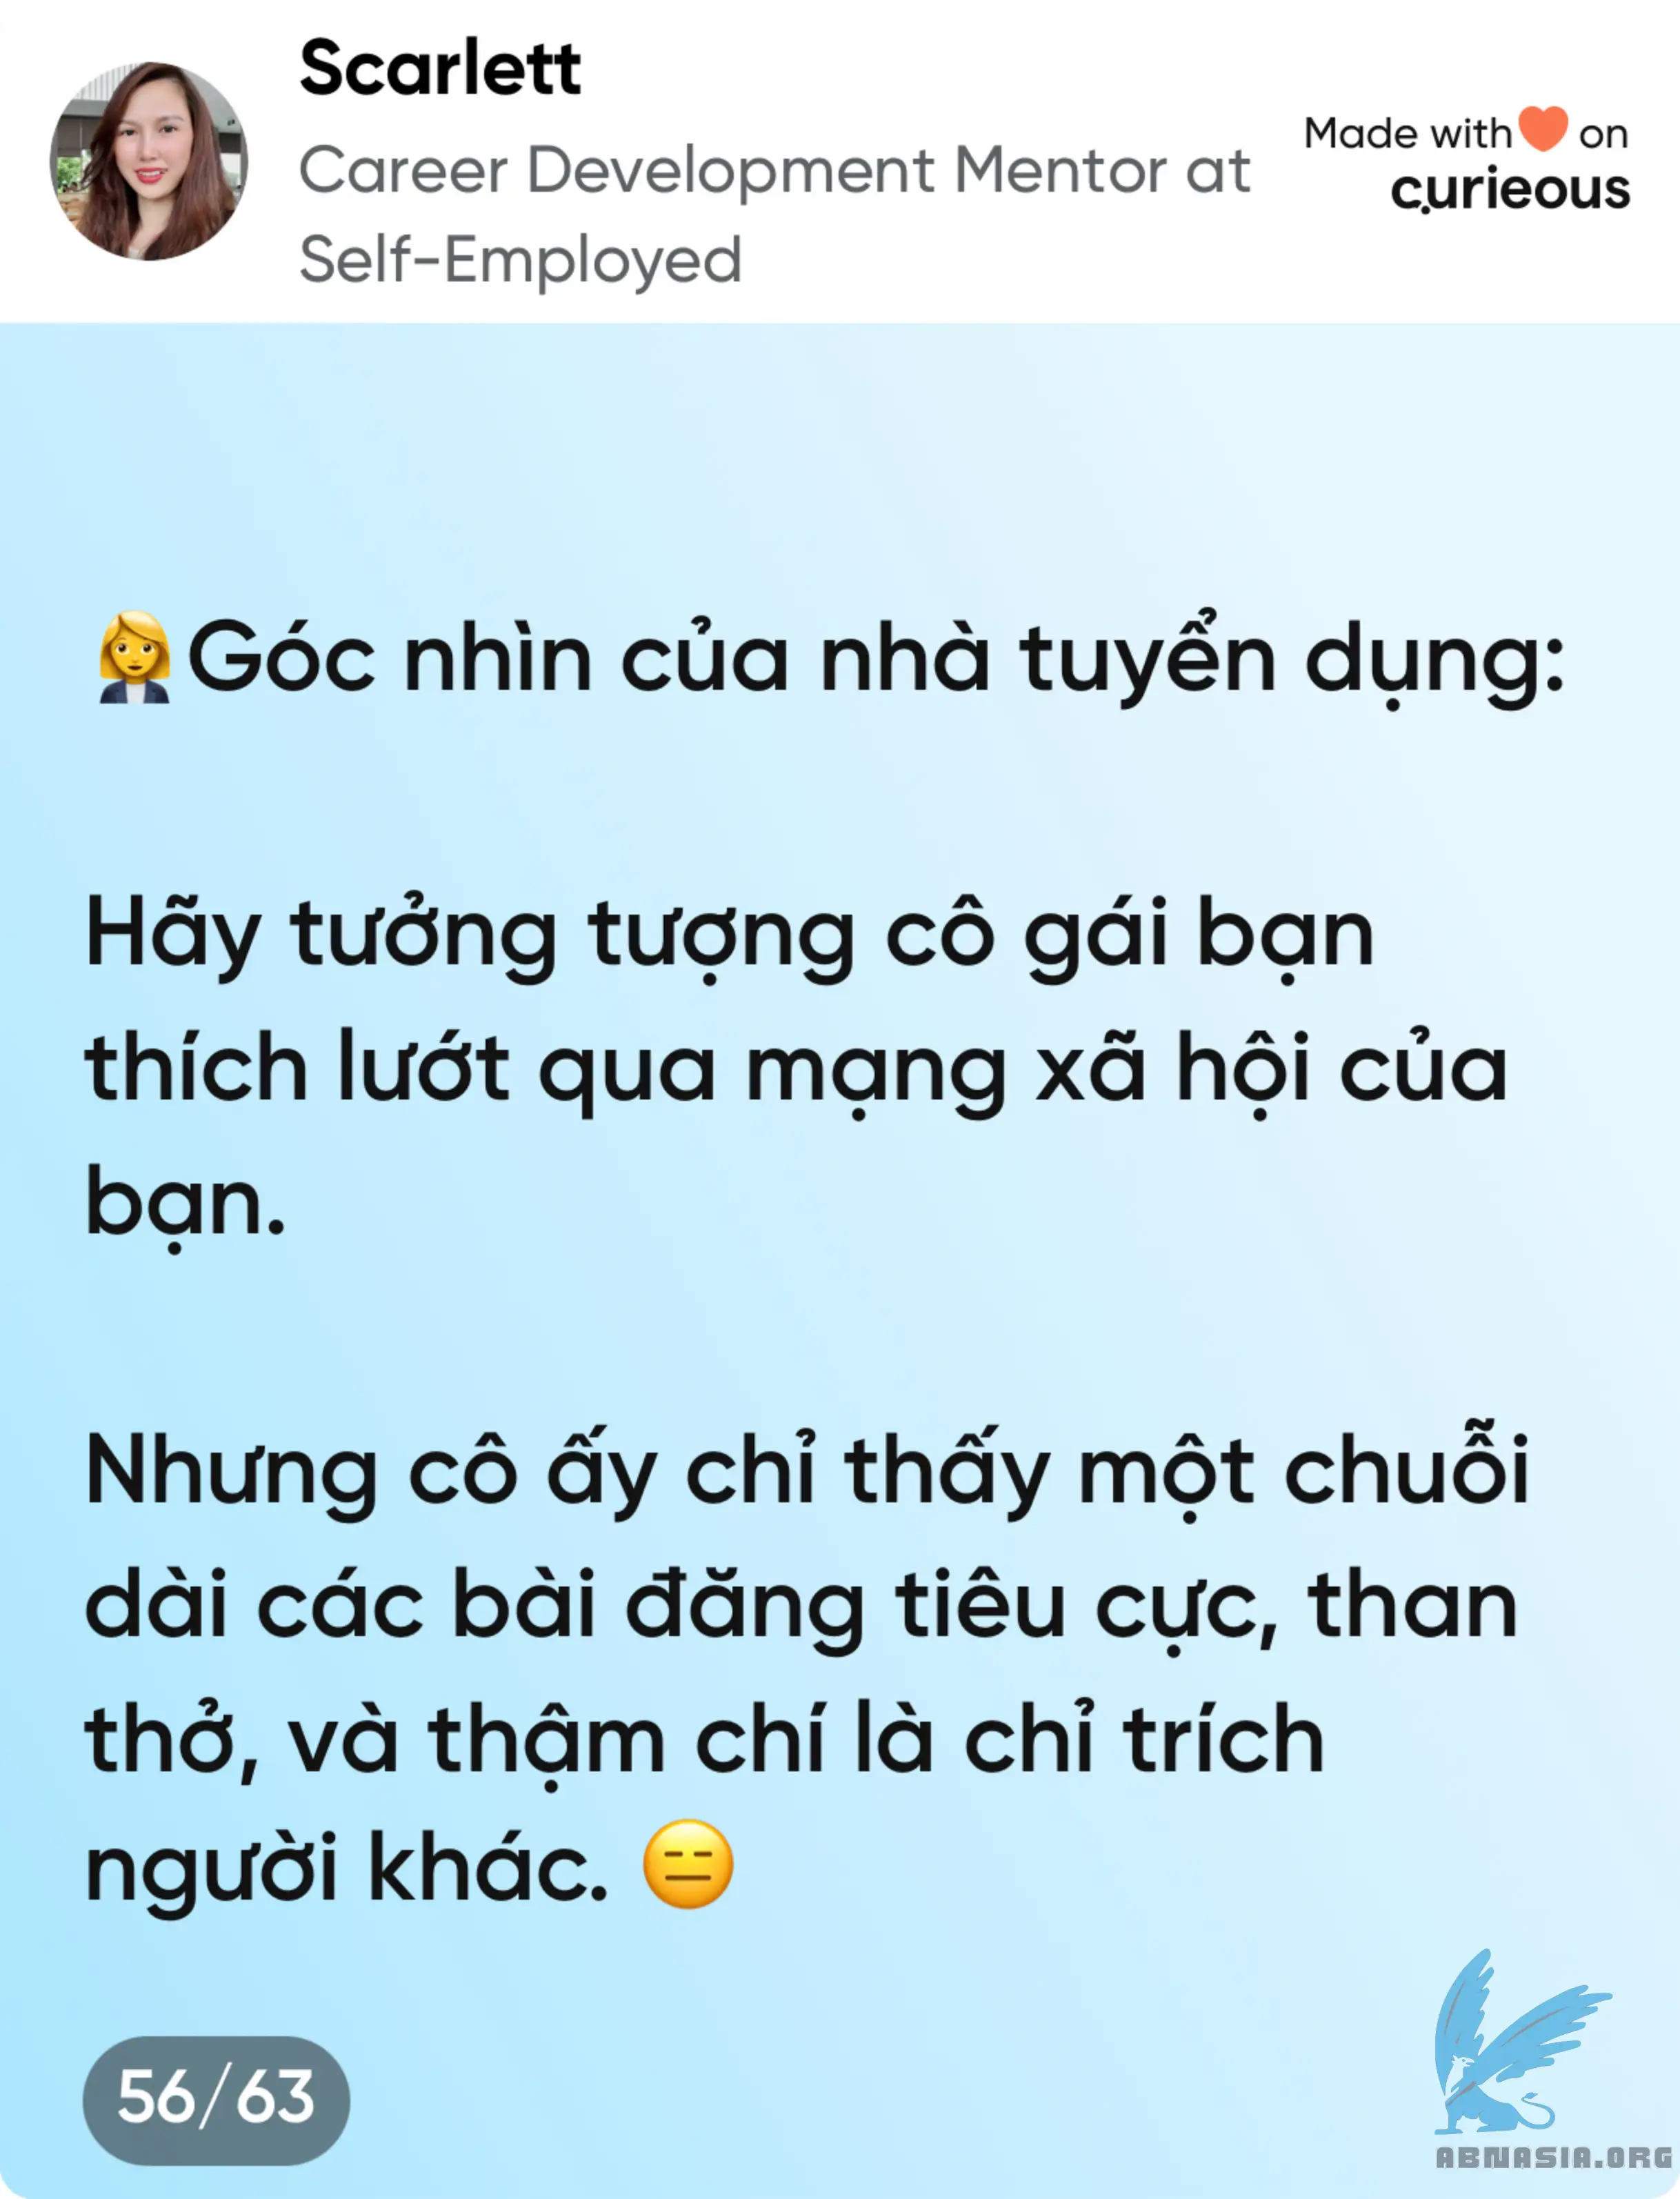 Scarlett
Career Development Mentor at
Self-Employed
Made with🧡on
curieous
👩‍💼Góc nhìn của nhà tuyển dụng:
Hãy tưởng tượng cô gái bạn
thích lướt qua mạng xã hội của
bạn.
Nhưng cô ấy chỉ thấy một chuỗi
dài các bài đăng tiêu cực, than
thở, và thậm chí là chỉ trích
người khác. 😑
56/63
ABNASIA.ORG